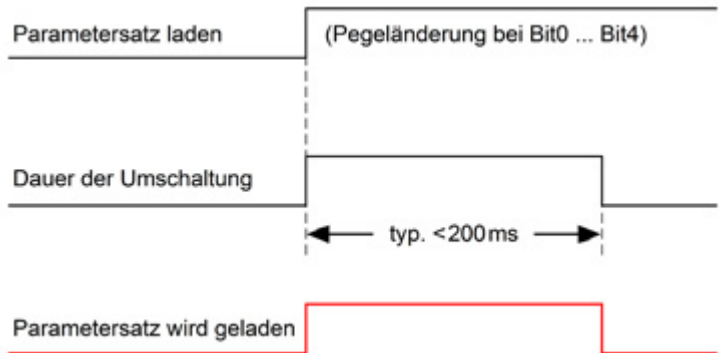 Parametersatz laden
(Pegeländerung bei Bit0 ... Bit4)
Dauer der Umschaltung
typ. <200ms
Parametersatz wird geladen